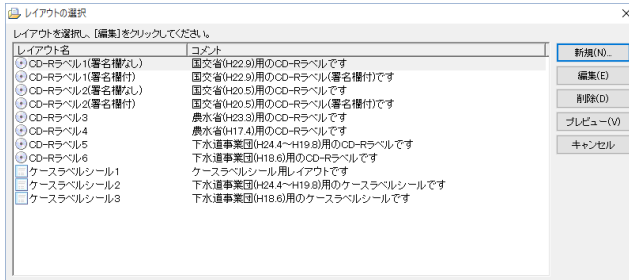 レイアウトの選択
レイアウトを選択し、[編集]をクリックしてください。
レイアウト名 コメント
CD-Rラベル1(署名欄なし) 国交省(H22.9)用のCD-Rラベルです
CD-Rラベル1(署名欄付) 国交省(H22.9)用のCD-Rラベル(署名欄付)です
CD-Rラベル2(署名欄なし) 国交省(H20.5)用のCD-Rラベルです
CD-Rラベル2(署名欄付) 国交省(H20.5)用のCD-Rラベル(署名欄付)です
CD-Rラベル3 農水省(H23.3)用のCD-Rラベルです
CD-Rラベル4 農水省(H17.4)用のCD-Rラベルです
CD-Rラベル5 下水道事業団(H24.4~H19.8)用のCD-Rラベルです
CD-Rラベル6 下水道事業団(H18.6)用のCD-Rラベルです
ケースラベルシール1 ケースラベルシール用レイアウトです
ケースラベルシール2 下水道事業団(H24.4~H19.8)用のケースラベルシールです
ケースラベルシール3 下水道事業団(H18.6)用のケースラベルシールです
新規(N)...
編集(E)
削除(D)
プレビュー(V)
キャンセル